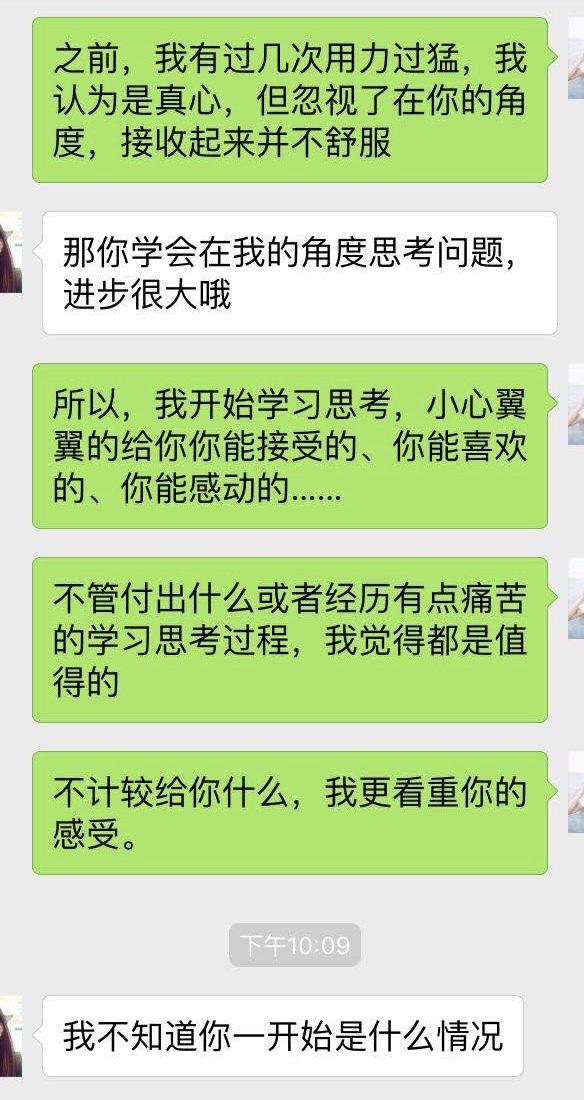 之前，我有过几次用力过猛，我
认为是真心，但忽视了在你的角
度，接收起来并不舒服
那你学会在我的角度思考问题，
进步很大哦
所以，我开始学习思考，小心翼
翼的给你你能接受的、你能喜欢
的、你能感动的......
不管付出什么或者经历有点痛苦
的学习思考过程，我觉得都是值
得的
不计较给你什么，我更看重你的
感受。
下午10:09
我不知道你一开始是什么情况